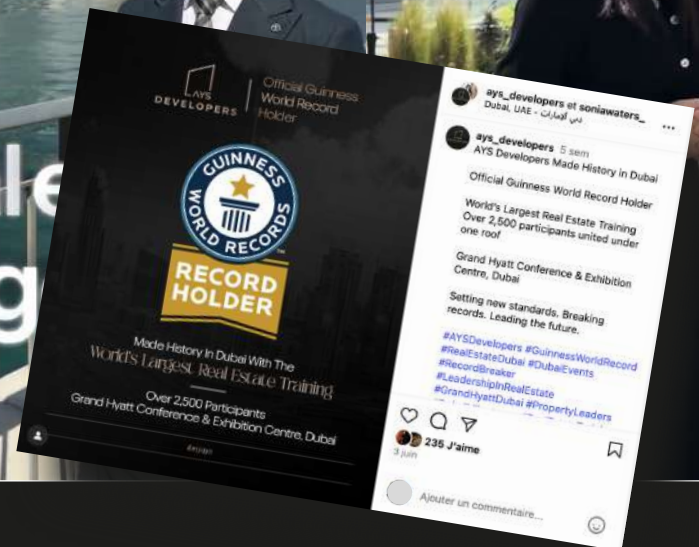 AYS
DEVELOPERS
Official Guinness
World Record
Holder
GUINNESS
WORLD RECORDS
™
RECORD
HOLDER
Made History In Dubai With The
World's Largest Real Estate Training
Over 2,500 Participants
Grand Hyatt Conference & Exhibition Centre, Dubai
ays_developers et soniawaters_
Dubai, UAE - دبي الإمارات
ays_developers 5 sem
AYS Developers Made History in Dubai
Official Guinness World Record Holder
World's Largest Real Estate Training
Over 2,500 participants united under
one roof
Grand Hyatt Conference & Exhibition
Centre, Dubai
Setting new standards. Breaking
records. Leading the future.
#AYSDevelopers #GuinnessWorldRecord
#RealEstateDubai #DubaiEvents
#RecordBreaker
#LeadershipInRealEstate
#GrandHyattDubai #PropertyLeaders
235 J'aime
3 juin
Ajouter un commentaire...
le
g